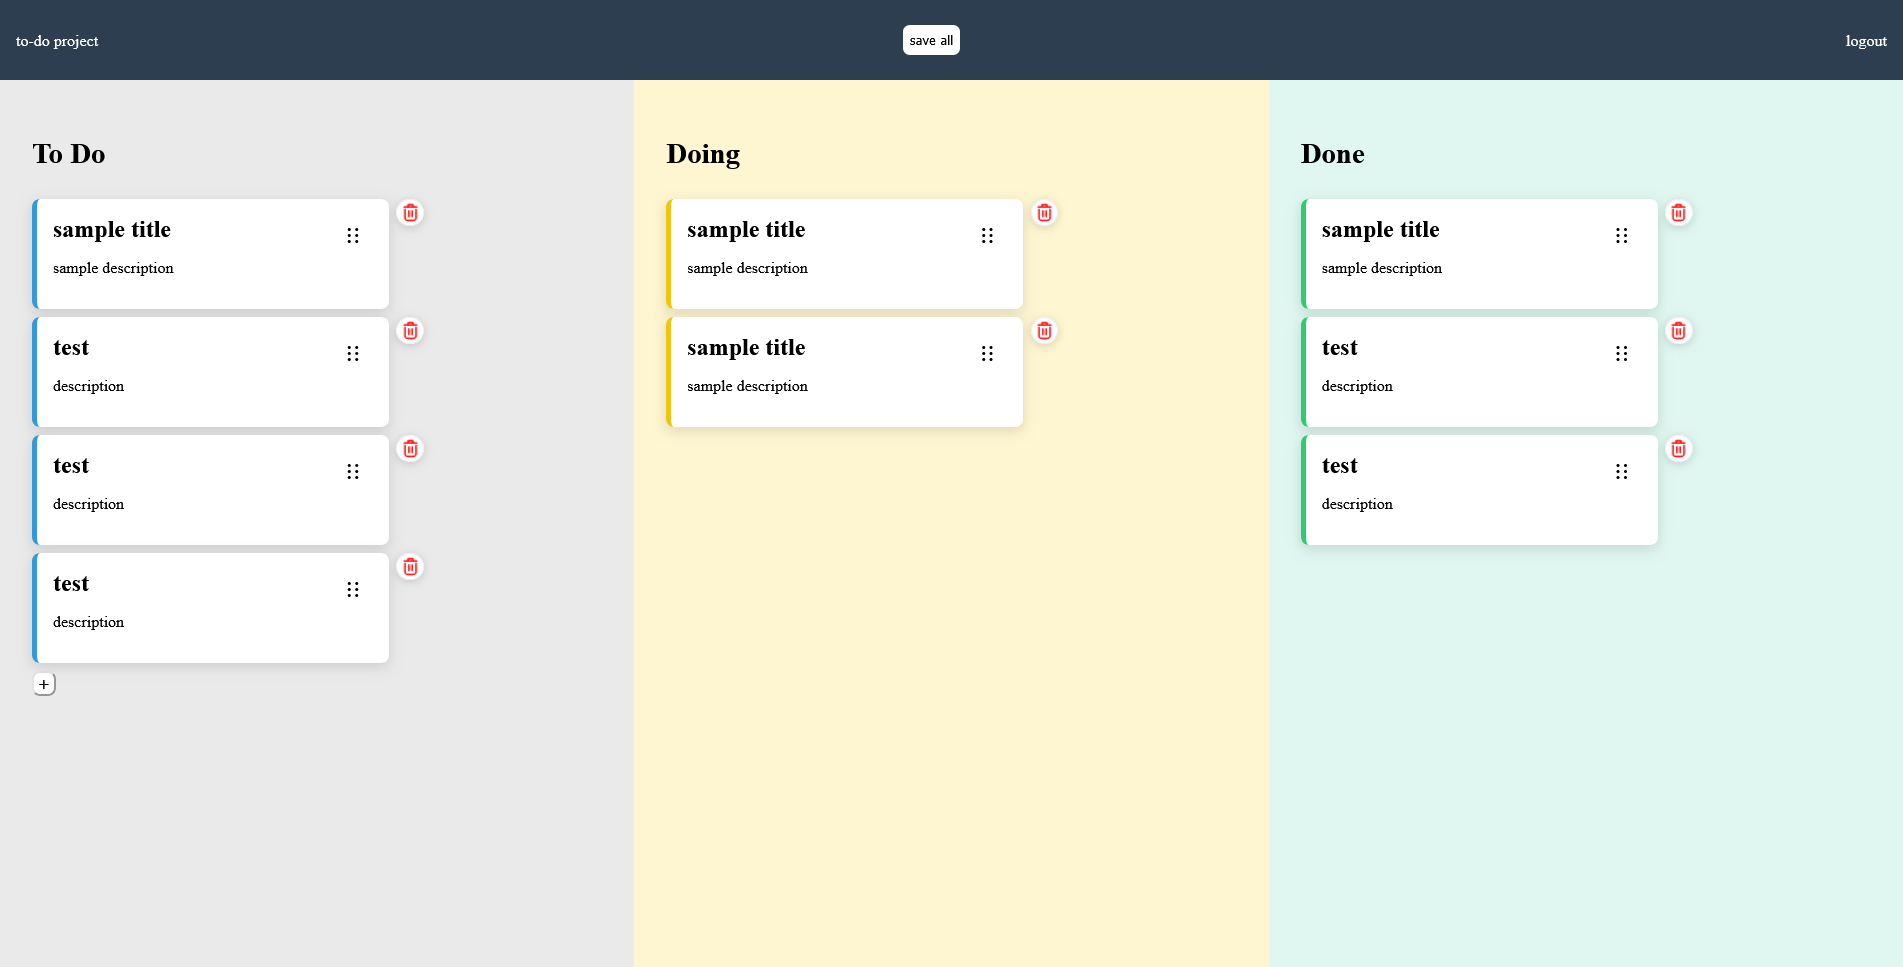 to-do project
save all
logout
To Do
sample title
sample description
test
description
test
description
test
description
+
Doing
sample title
sample description
sample title
sample description
Done
sample title
sample description
test
description
test
description